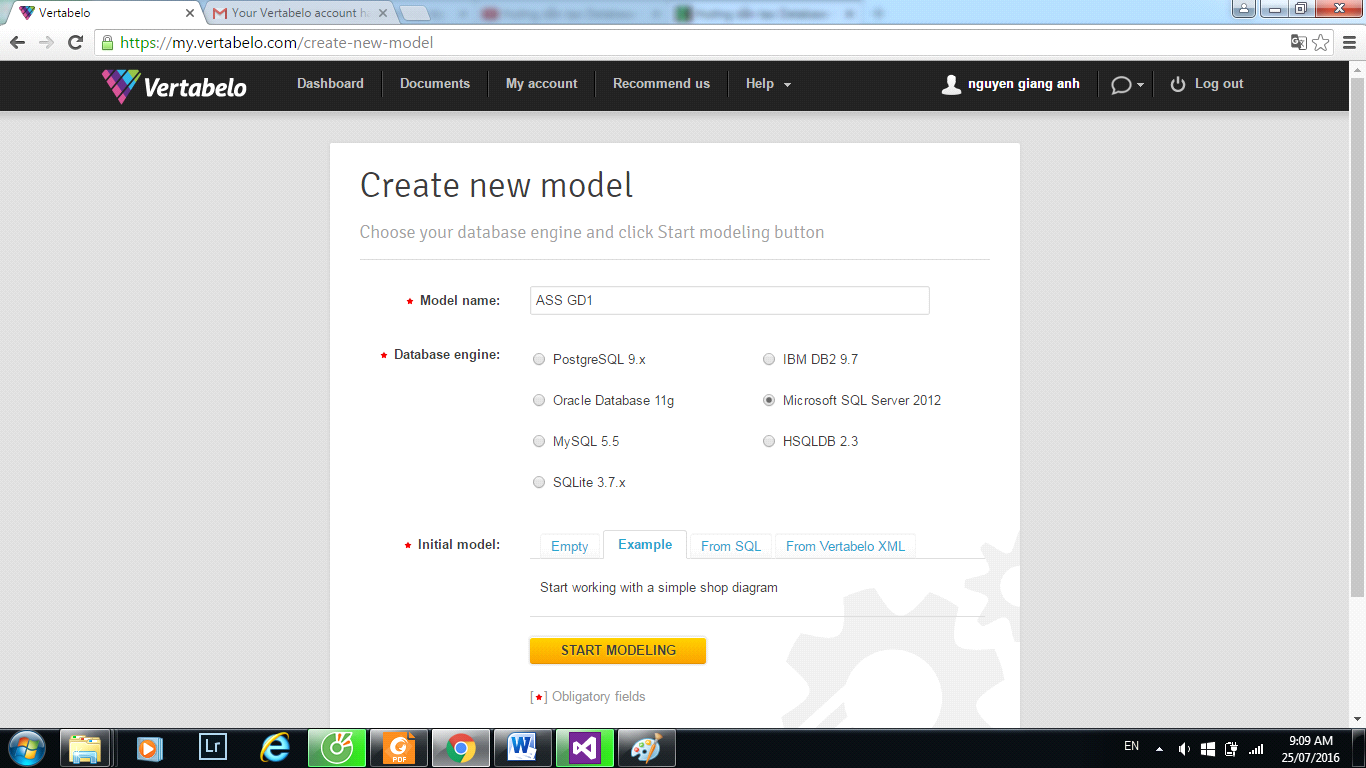 Vertabelo
Your Vertabelo account h
https://my.vertabelo.com/create-new-model
Vertabelo
Dashboard
Documents
My account
Recommend us
Help
nguyen giang anh
Log out
Create new model
Choose your database engine and click Start modeling button
* Model name:
ASS GD1
* Database engine:
PostgreSQL 9.x
IBM DB2 9.7
Oracle Database 11g
Microsoft SQL Server 2012
MySQL 5.5
HSQLDB 2.3
SQLite 3.7.x
* Initial model:
Empty
Example
From SQL
From Vertabelo XML
Start working with a simple shop diagram
START MODELING
[*] Obligatory fields
Lr
PDF
W
EN
9:09 AM
25/07/2016